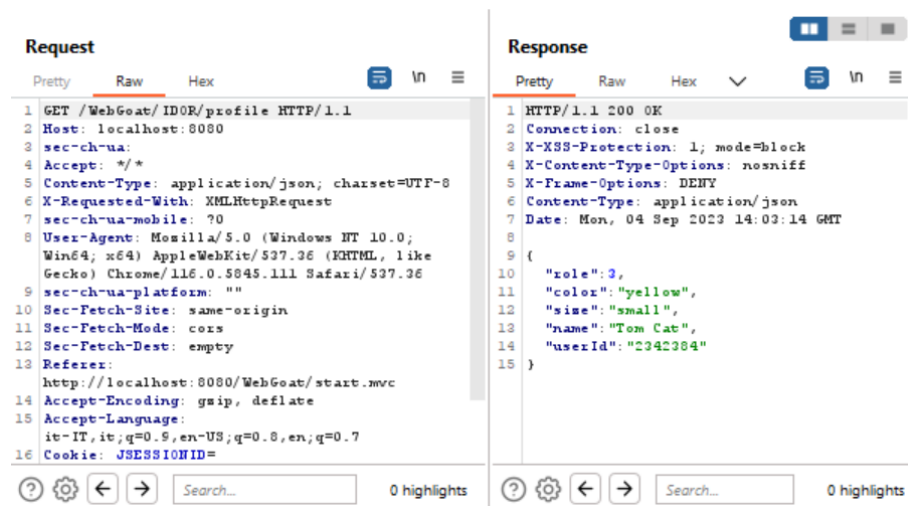 Request
Pretty Raw Hex \n
1 GET /WebGoat/IDOR/profile HTTP/1.1
2 Host: localhost:8080
3 sec-ch-ua:
4 Accept: */*
5 Content-Type: application/json; charset=UTF-8
6 X-Requested-With: XMLHttpRequest
7 sec-ch-ua-mobile: ?0
8 User-Agent: Mozilla/5.0 (Windows NT 10.0;
Win64; x64) AppleWebKit/537.36 (KHTML, like
Gecko) Chrome/116.0.5845.111 Safari/537.36
9 sec-ch-ua-platform: ""
10 Sec-Fetch-Site: same-origin
11 Sec-Fetch-Mode: cors
12 Sec-Fetch-Dest: empty
13 Referer:
http://localhost:8080/WebGoat/start.mvc
14 Accept-Encoding: gzip, deflate
15 Accept-Language:
it-IT,it;q=0.9,en-US;q=0.8,en;q=0.7
16 Cookie: JSESSIONID=
Search... 0 highlights
Response
Pretty Raw Hex \n
1 HTTP/1.1 200 OK
2 Connection: close
3 X-XSS-Protection: 1; mode=block
4 X-Content-Type-Options: nosniff
5 X-Frame-Options: DENY
6 Content-Type: application/json
7 Date: Mon, 04 Sep 2023 14:03:14 GMT
8
9 {
10 "role":3,
11 "color":"yellow",
12 "size":"small",
13 "name":"Tom Cat",
14 "userId":"2342384"
15 }
Search... 0 highlights